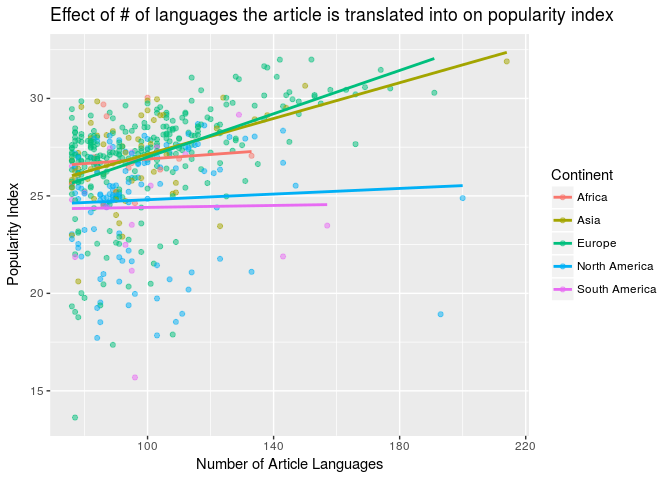 Effect of # of languages the article is translated into on popularity index
Popularity Index
30
25
20
15
100 140 180 220
Number of Article Languages
Continent
Africa
Asia
Europe
North America
South America